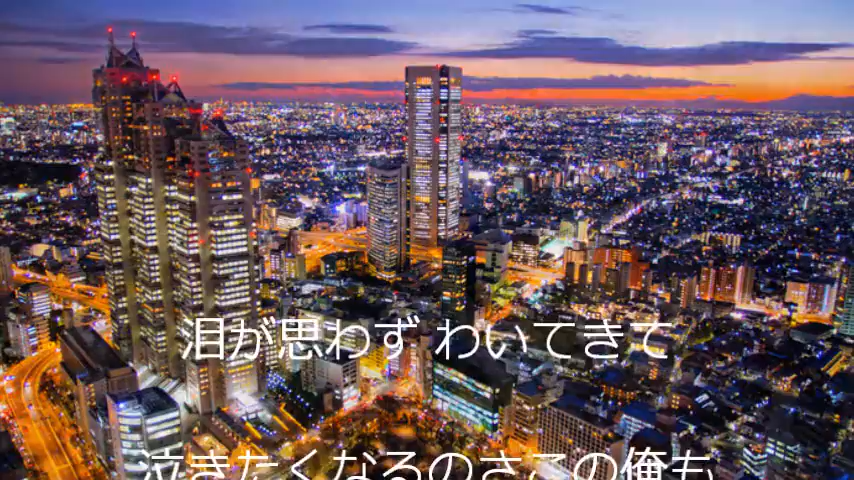 泪が思わず わいてきて
泣きたくなるのさこの俺も